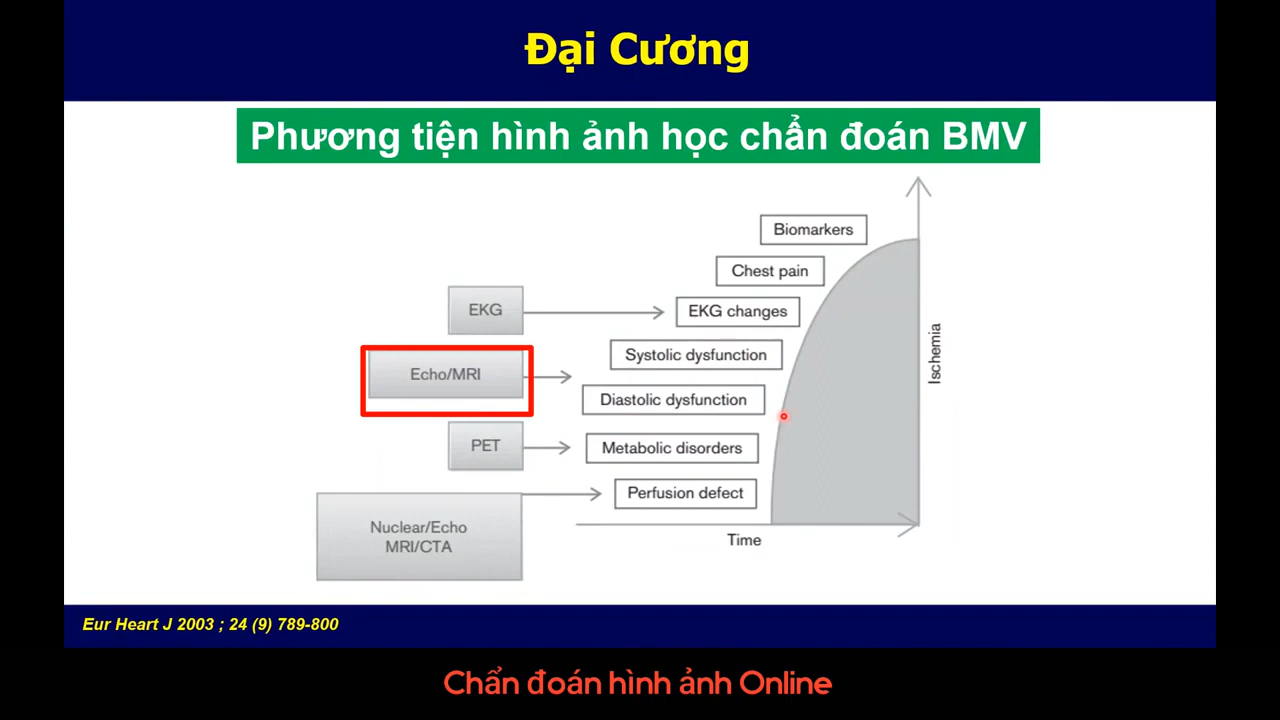 Đại Cương
Phương tiện hình ảnh học chẩn đoán BMV
Biomarkers
Chest pain
EKG
EKG changes
Systolic dysfunction
Echo/MRI
Diastolic dysfunction
PET
Metabolic disorders
Perfusion defect
Nuclear/Echo
MRI/CTA
Time
Ischemia
Eur Heart J 2003 ; 24 (9) 789-800
Chẩn đoán hình ảnh Online